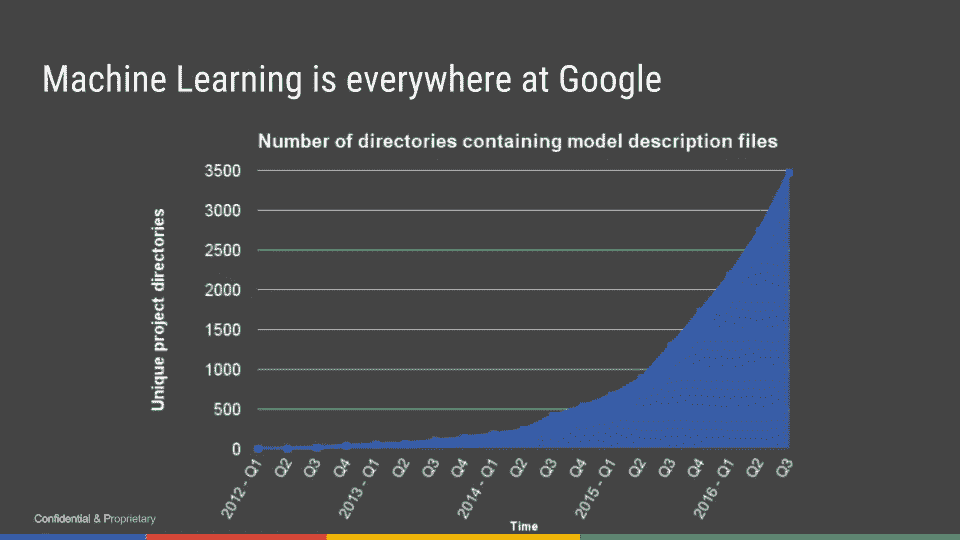 Machine Learning is everywhere at Google
Number of directories containing model description files
Unique project directories
3500
3000
2500
2000
1500
1000
500
0
2012 - Q1
Q2
Q3
Q4
2013 - Q1
Q2
Q3
Q4
2014 - Q1
Q2
Q3
Q4
2015 - Q1
Q2
Q3
Q4
2016 - Q1
Q2
Q3
Time
Confidential & Proprietary